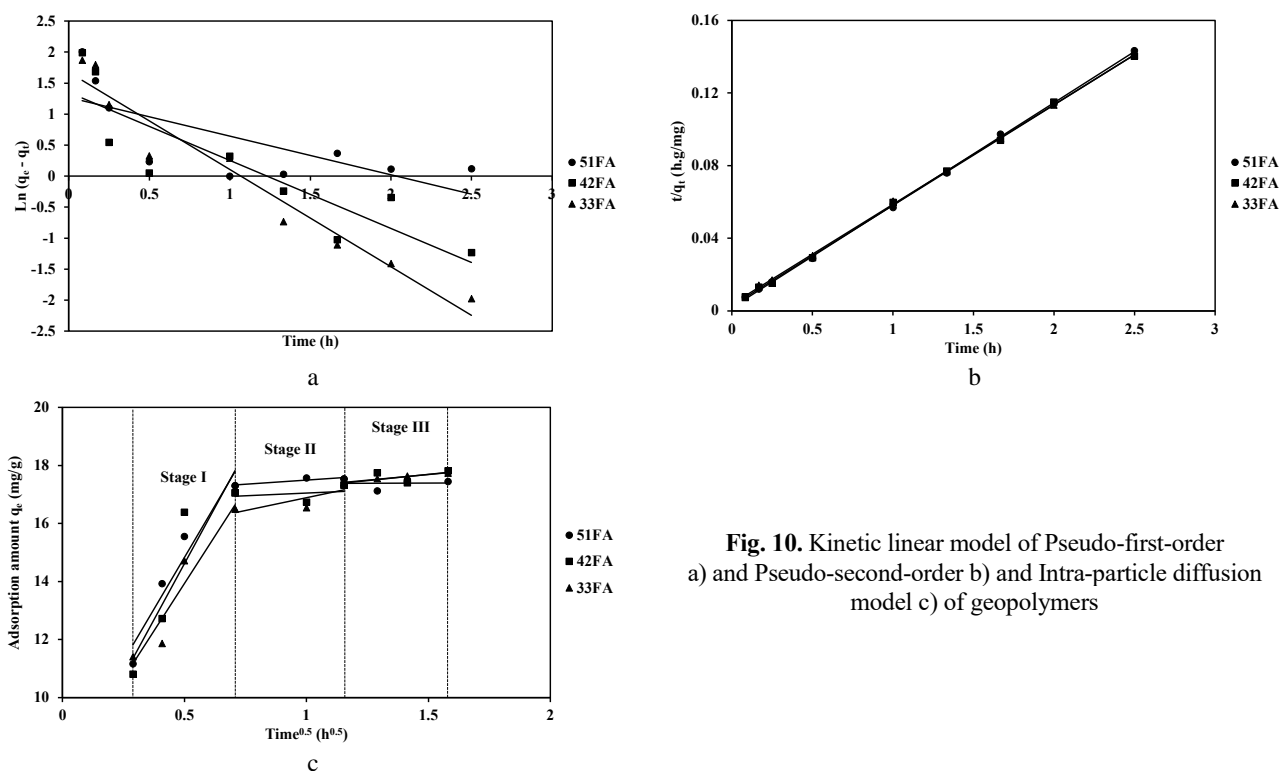 2.5
2
1.5
1
0.5
0
-0.5
-1
-1.5
-2
-2.5
0 0.5 1 1.5 2 2.5 3
Ln (qe - qt)
Time (h)
51FA
42FA
33FA
a
0.16
0.12
0.08
0.04
0
0 0.5 1 1.5 2 2.5 3
t/qt (h.g/mg)
Time (h)
51FA
42FA
33FA
b
20
18
16
14
12
10
0 0.5 1 1.5 2
Stage I
Stage II
Stage III
Adsorption amount qe (mg/g)
Time0.5 (h0.5)
51FA
42FA
33FA
c
Fig. 10. Kinetic linear model of Pseudo-first-order
a) and Pseudo-second-order b) and Intra-particle diffusion
model c) of geopolymers